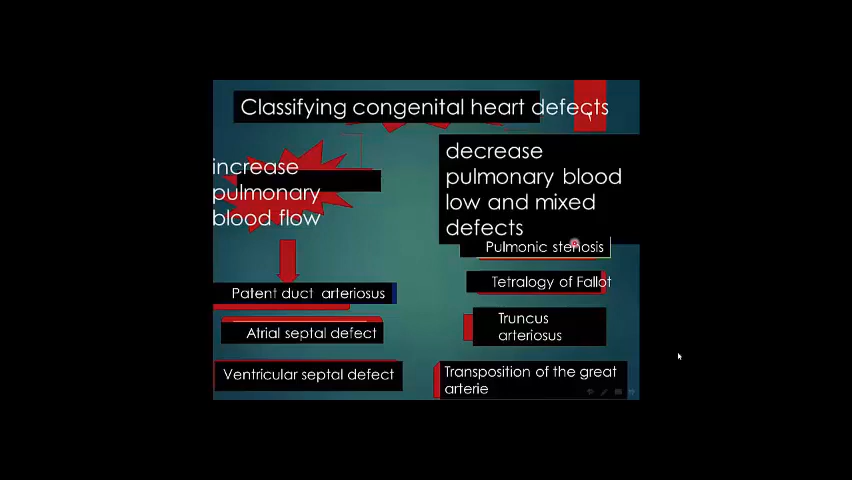 Classifying congenital heart defects
increase
pulmonary
blood flow
Patent duct arteriosus
Atrial septal defect
Ventricular septal defect
decrease
pulmonary blood
low and mixed
defects
Pulmonic stenosis
Tetralogy of Fallot
Truncus
arteriosus
Transposition of the great
arterie